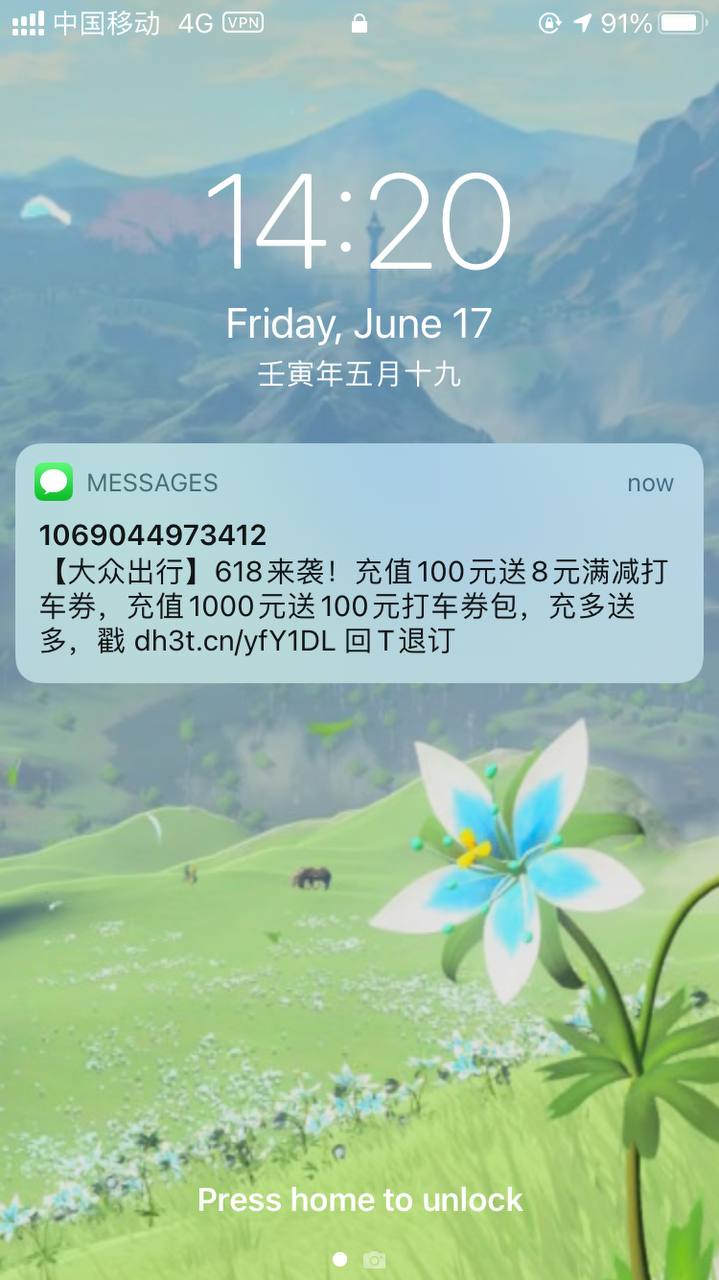 中国移动 4G VPN 91%
14:20
Friday, June 17
壬寅年五月十九
MESSAGES now
1069044973412
【大众出行】618来袭！充值100元送8元满减打
车券，充值1000元送100元打车券包，充多送
多，戳 dh3t.cn/yfY1DL 回T退订
Press home to unlock